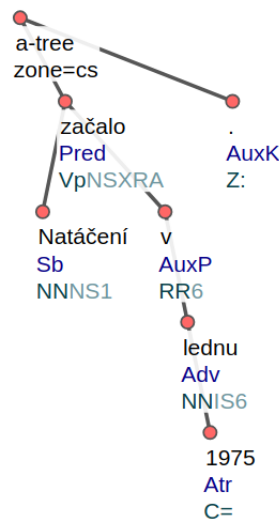 a-tree
zone=cs
začalo
Pred
VpNSXRA
.
AuxK
Z:
Natáčení
Sb
NNNS1
v
AuxP
RR6
lednu
Adv
NNIS6
1975
Atr
C=